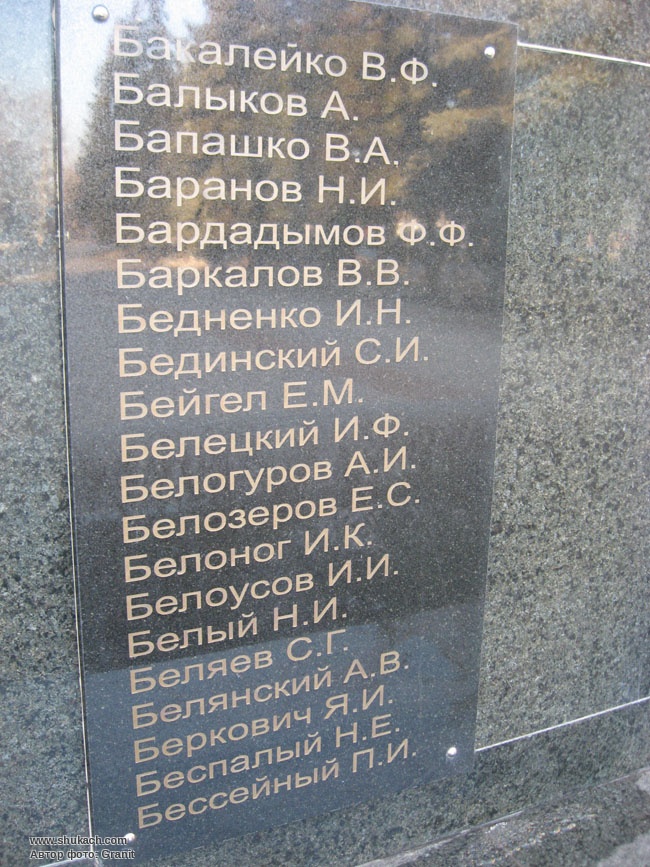 Бакалейко В.Ф.
Балыков А.
Бапашко В.А.
Баранов Н.И.
Бардадымов Ф.Ф.
Баркалов В.В.
Бедненко И.Н.
Бединский С.И.
Бейгел Е.М.
Белецкий И.Ф.
Белогуров А.И.
Белозеров Е.С.
Белоног И.К.
Белоусов И.И.
Белый Н.И.
Беляев С.Г.
Белянский А.В.
Беркович Я.И.
Беспалый Н.Е.
Бессейный П.И.
www.shukach.com
Автор фото: Granit